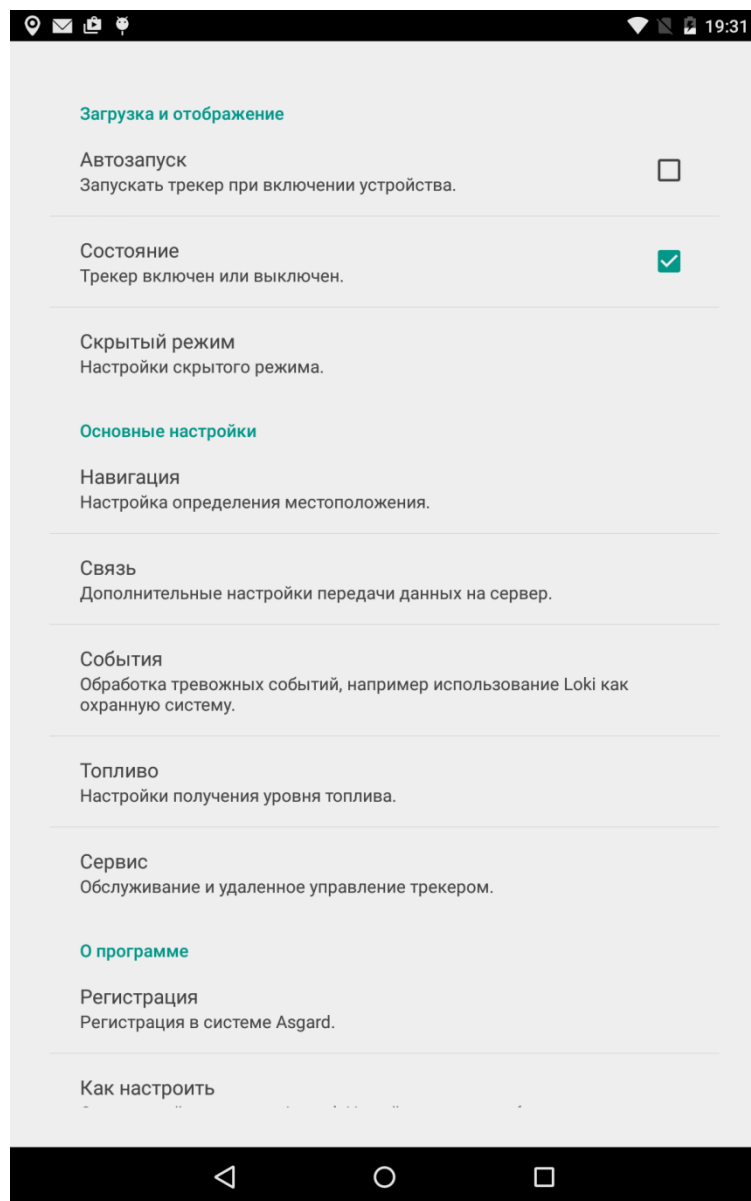 19:31
Загрузка и отображение
Автозапуск
Запускать трекер при включении устройства.
Состояние
Трекер включен или выключен.
Скрытый режим
Настройки скрытого режима.
Основные настройки
Навигация
Настройка определения местоположения.
Связь
Дополнительные настройки передачи данных на сервер.
События
Обработка тревожных событий, например использование Loki как
охранную систему.
Топливо
Настройки получения уровня топлива.
Сервис
Обслуживание и удаленное управление трекером.
О программе
Регистрация
Регистрация в системе Asgard.
Как настроить